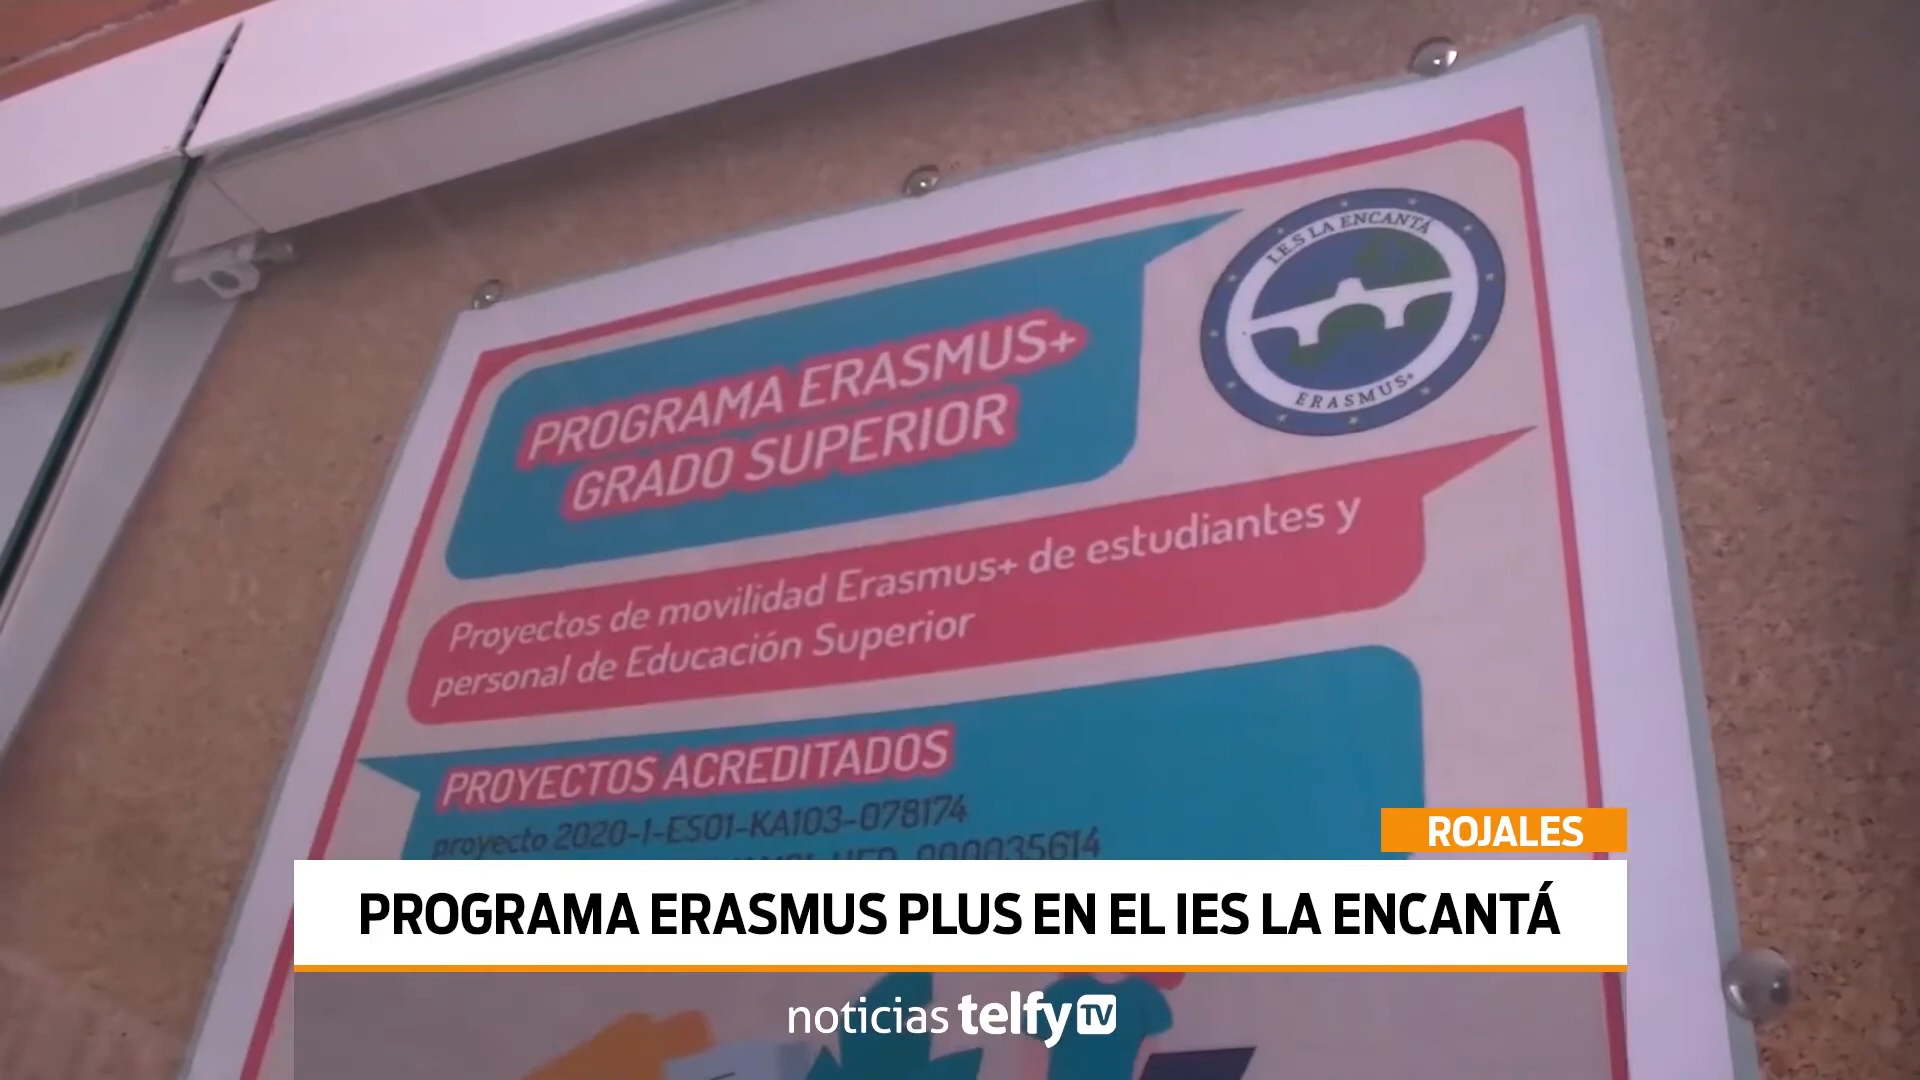 I.E.S LA ENCANTÁ
ERASMUS+
PROGRAMA ERASMUS+
GRADO SUPERIOR
Proyectos de movilidad Erasmus+ de estudiantes y
personal de Educación Superior
PROYECTOS ACREDITADOS
proyecto 2020-1-ES01-KA103-078174
000035614
ROJALES
PROGRAMA ERASMUS PLUS EN EL IES LA ENCANTÁ
noticias telfy TV